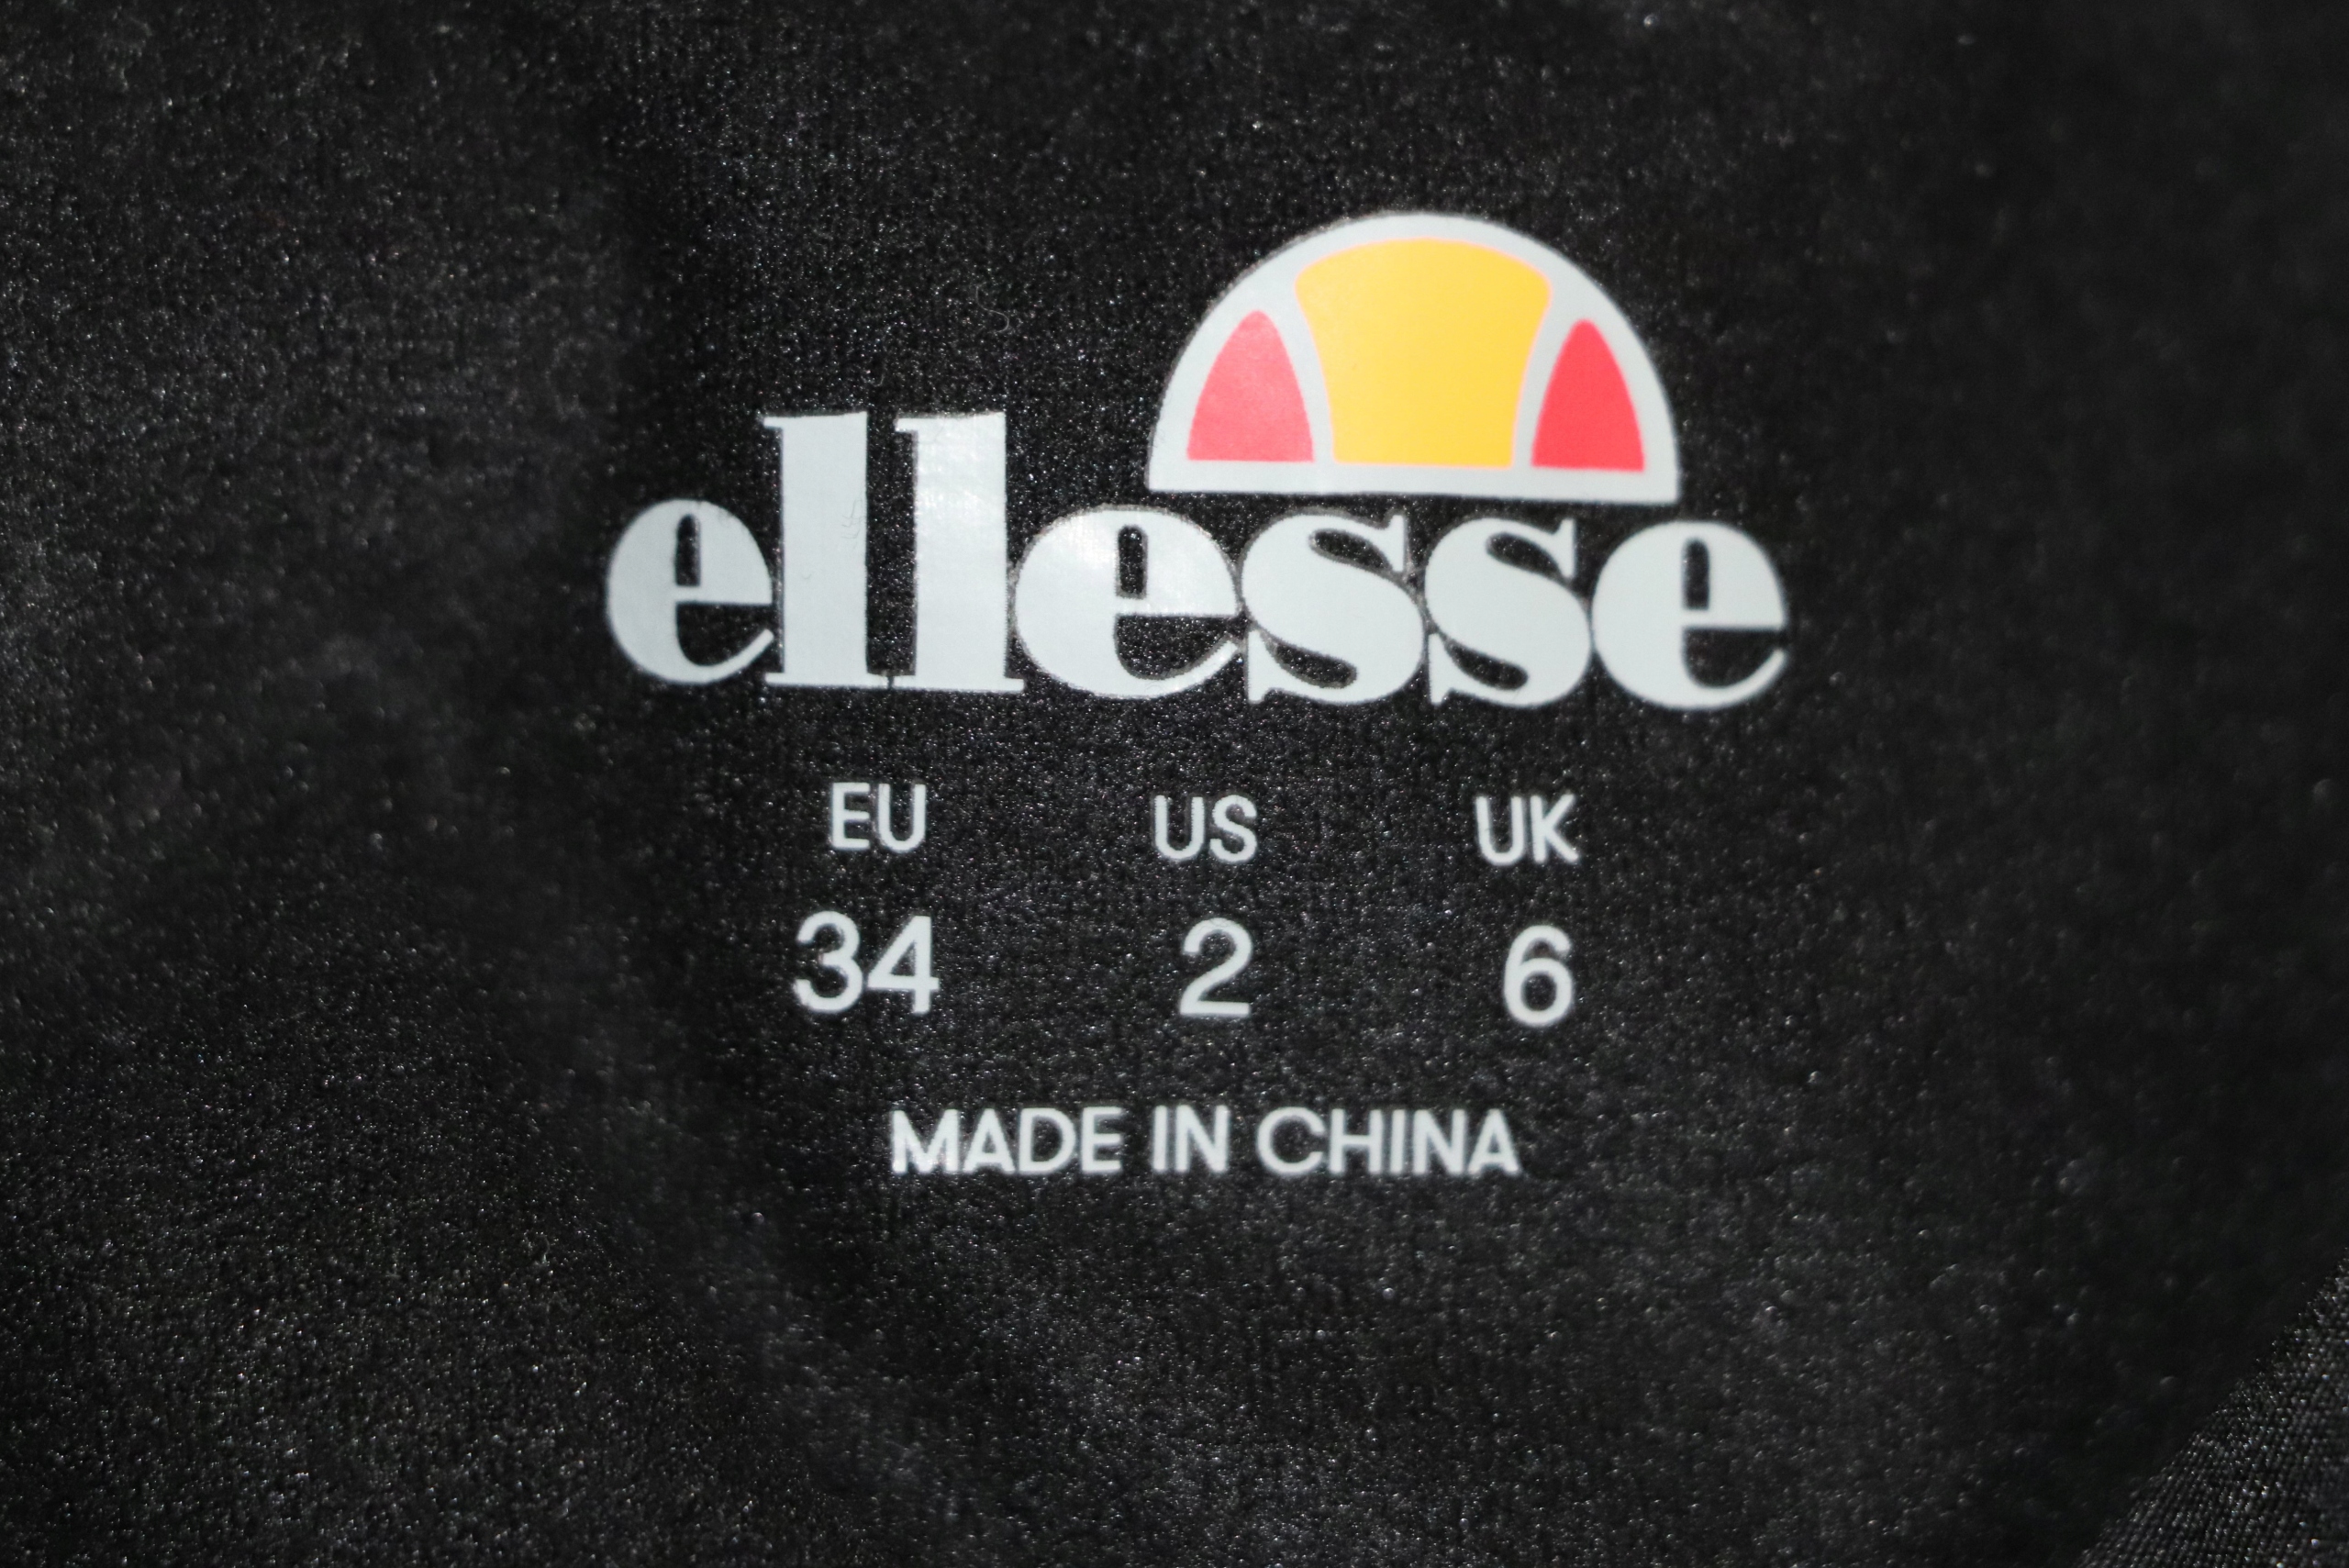 ellesse
EU US UK
34 2 6
MADE IN CHINA